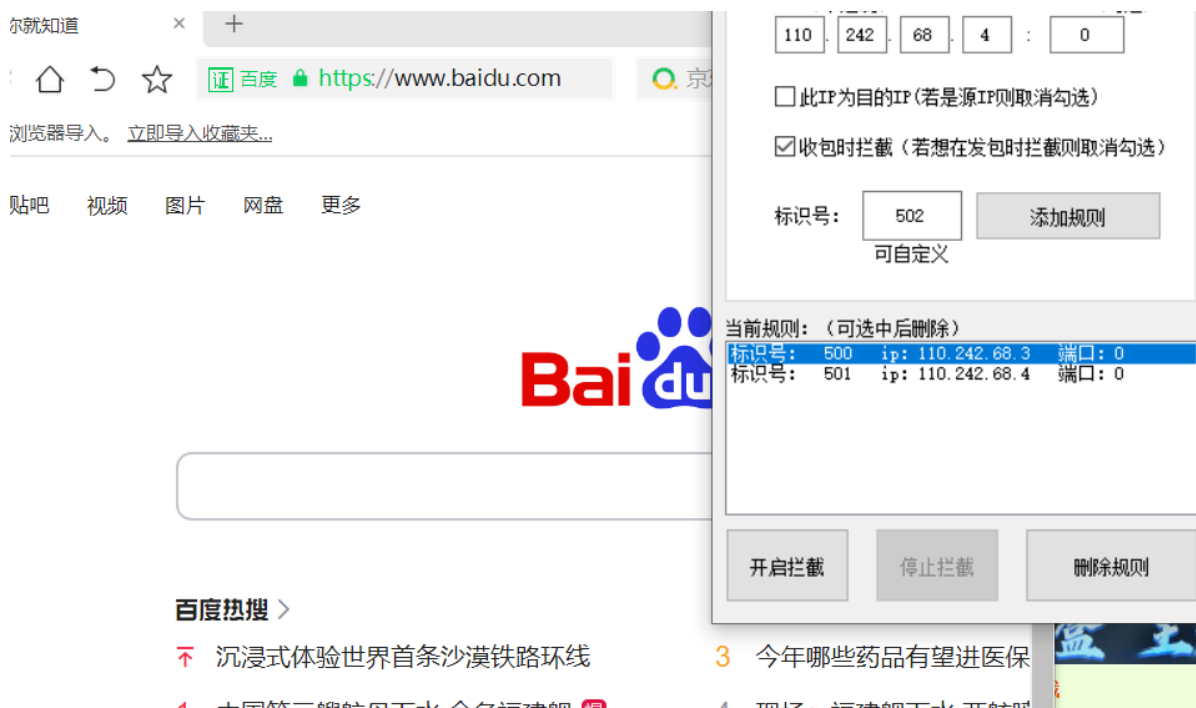 你就知道 × +
证 百度 https://www.baidu.com
浏览器导入。 立即导入收藏夹...
贴吧 视频 图片 网盘 更多
Baidu
百度热搜 >
沉浸式体验世界首条沙漠铁路环线
3 今年哪些药品有望进医保
110 . 242 . 68 . 4 : 0
此IP为目的IP(若是源IP则取消勾选)
收包时拦截（若想在发包时拦截则取消勾选）
标识号: 502 添加规则
可自定义
当前规则: （可选中后删除）
标识号: 500 ip: 110.242.68.3 端口: 0
标识号: 501 ip: 110.242.68.4 端口: 0
开启拦截 停止拦截 删除规则